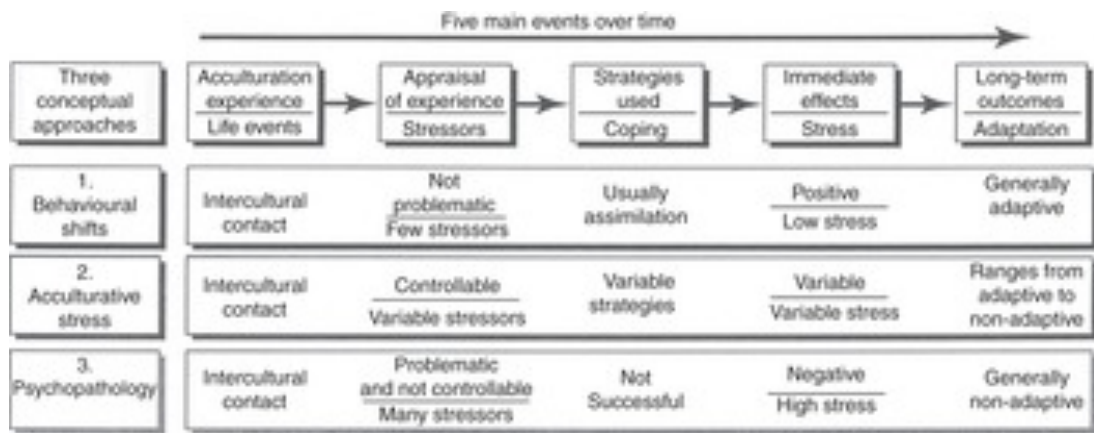 Five main events over time
Three
conceptual
approaches
Acculturation
experience
Life events
Appraisal
of experience
Stressors
Strategies
used
Coping
Immediate
effects
Stress
Long-term
outcomes
Adaptation
1.
Behavioural
shifts
Intercultural
contact
Not
problematic
Few stressors
Usually
assimilation
Positive
Low stress
Generally
adaptive
2.
Acculturative
stress
Intercultural
contact
Controllable
Variable stressors
Variable
strategies
Variable
Variable stress
Ranges from
adaptive to
non-adaptive
3.
Psychopathology
Intercultural
contact
Problematic
and not controllable
Many stressors
Not
Successful
Negative
High stress
Generally
non-adaptive